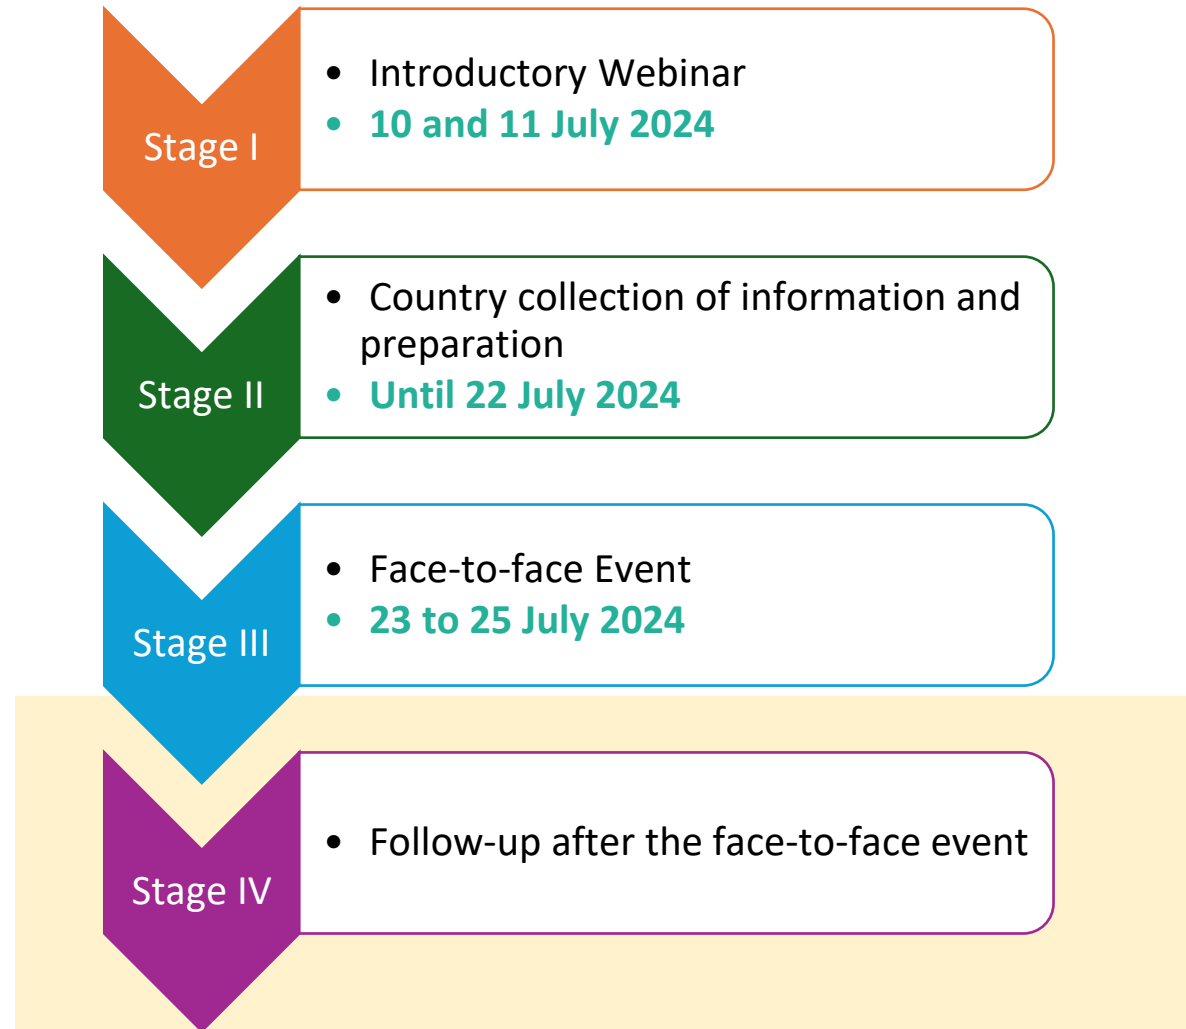 Stage I
• Introductory Webinar
• 10 and 11 July 2024
Stage II
• Country collection of information and
preparation
• Until 22 July 2024
Stage III
• Face-to-face Event
• 23 to 25 July 2024
Stage IV
• Follow-up after the face-to-face event